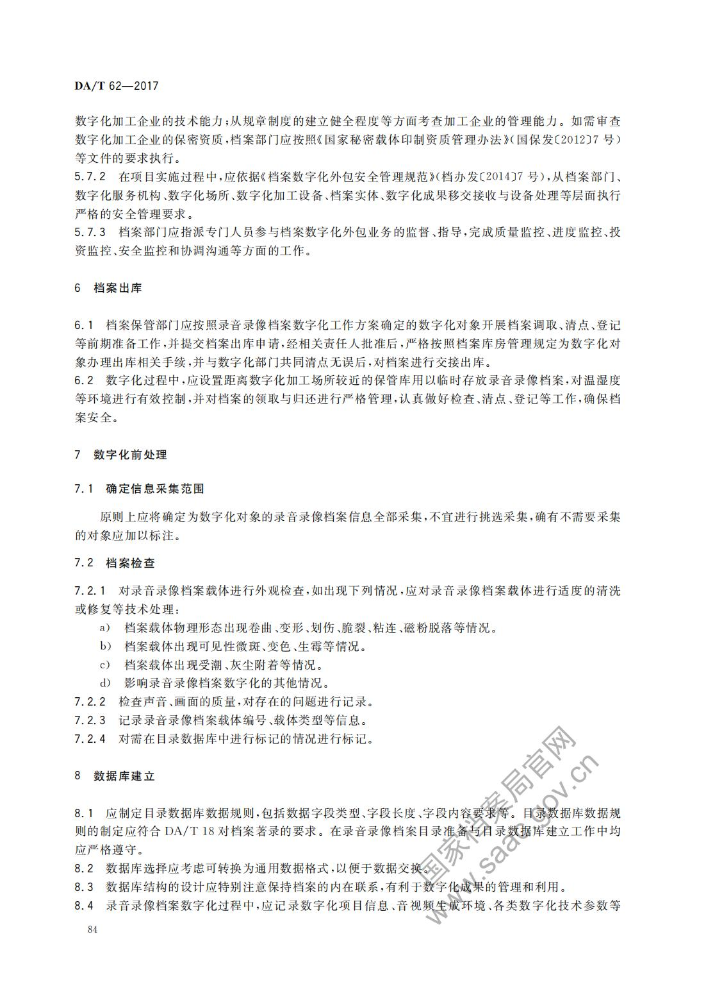 DA/T 62—2017
数字化加工企业的技术能力;从规章制度的建立健全程度等方面考查加工企业的管理能力。如需审查
数字化加工企业的保密资质,档案部门应按照《国家秘密载体印制资质管理办法》(国保发〔2012〕7 号)
等文件的要求执行。
5.7.2 在项目实施过程中,应依据《档案数字化外包安全管理规范》(档办发〔2014〕7 号),从档案部门、
数字化服务机构、数字化场所、数字化加工设备、档案实体、数字化成果移交接收与设备处理等层面执行
严格的安全管理要求。
5.7.3 档案部门应指派专门人员参与档案数字化外包业务的监督、指导,完成质量监控、进度监控、投
资监控、安全监控和协调沟通等方面的工作。
6 档案出库
6.1 档案保管部门应按照录音录像档案数字化工作方案确定的数字化对象开展档案调取、清点、登记
等前期准备工作,并提交档案出库申请,经相关责任人批准后,严格按照档案库房管理规定为数字化对
象办理出库相关手续,并与数字化部门共同清点无误后,对档案进行交接出库。
6.2 数字化过程中,应设置距离数字化加工场所较近的保管库用以临时存放录音录像档案,对温湿度
等环境进行有效控制,并对档案的领取与归还进行严格管理,认真做好检查、清点、登记等工作,确保档
案安全。
7 数字化前处理
7.1 确定信息采集范围
原则上应将确定为数字化对象的录音录像档案信息全部采集,不宜进行挑选采集,确有不需要采集
的对象应加以标注。
7.2 档案检查
7.2.1 对录音录像档案载体进行外观检查,如出现下列情况,应对录音录像档案载体进行适度的清洗
或修复等技术处理:
a) 档案载体物理形态出现卷曲、变形、划伤、脆裂、粘连、磁粉脱落等情况。
b) 档案载体出现可见性微斑、变色、生霉等情况。
c) 档案载体出现受潮、灰尘附着等情况。
d) 影响录音录像档案数字化的其他情况。
7.2.2 检查声音、画面的质量,对存在的问题进行记录。
7.2.3 记录录音录像档案载体编号、载体类型等信息。
7.2.4 对需在目录数据库中进行标记的情况进行标记。
8 数据库建立
8.1 应制定目录数据库数据规则,包括数据字段类型、字段长度、字段内容要求等。目录数据库数据规
则的制定应符合 DA/T 18 对档案著录的要求。在录音录像档案目录准备与目录数据库建立工作中均
应严格遵守。
8.2 数据库选择应考虑可转换为通用数据格式,以便于数据交换。
8.3 数据库结构的设计应特别注意保持档案的内在联系,有利于数字化成果的管理和利用。
8.4 录音录像档案数字化过程中,应记录数字化项目信息、音视频生成环境、各类数字化技术参数等
84
国家档案局官网
www.saac.gov.cn